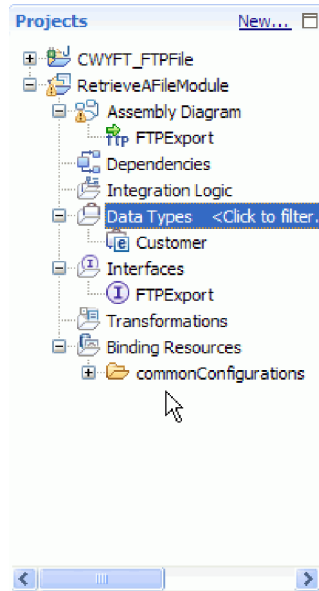 Projects New...
CWYFT_FTPFile
RetrieveAFileModule
Assembly Diagram
FTPExport
Dependencies
Integration Logic
Data Types <Click to filter.
Customer
Interfaces
FTPExport
Transformations
Binding Resources
commonConfigurations